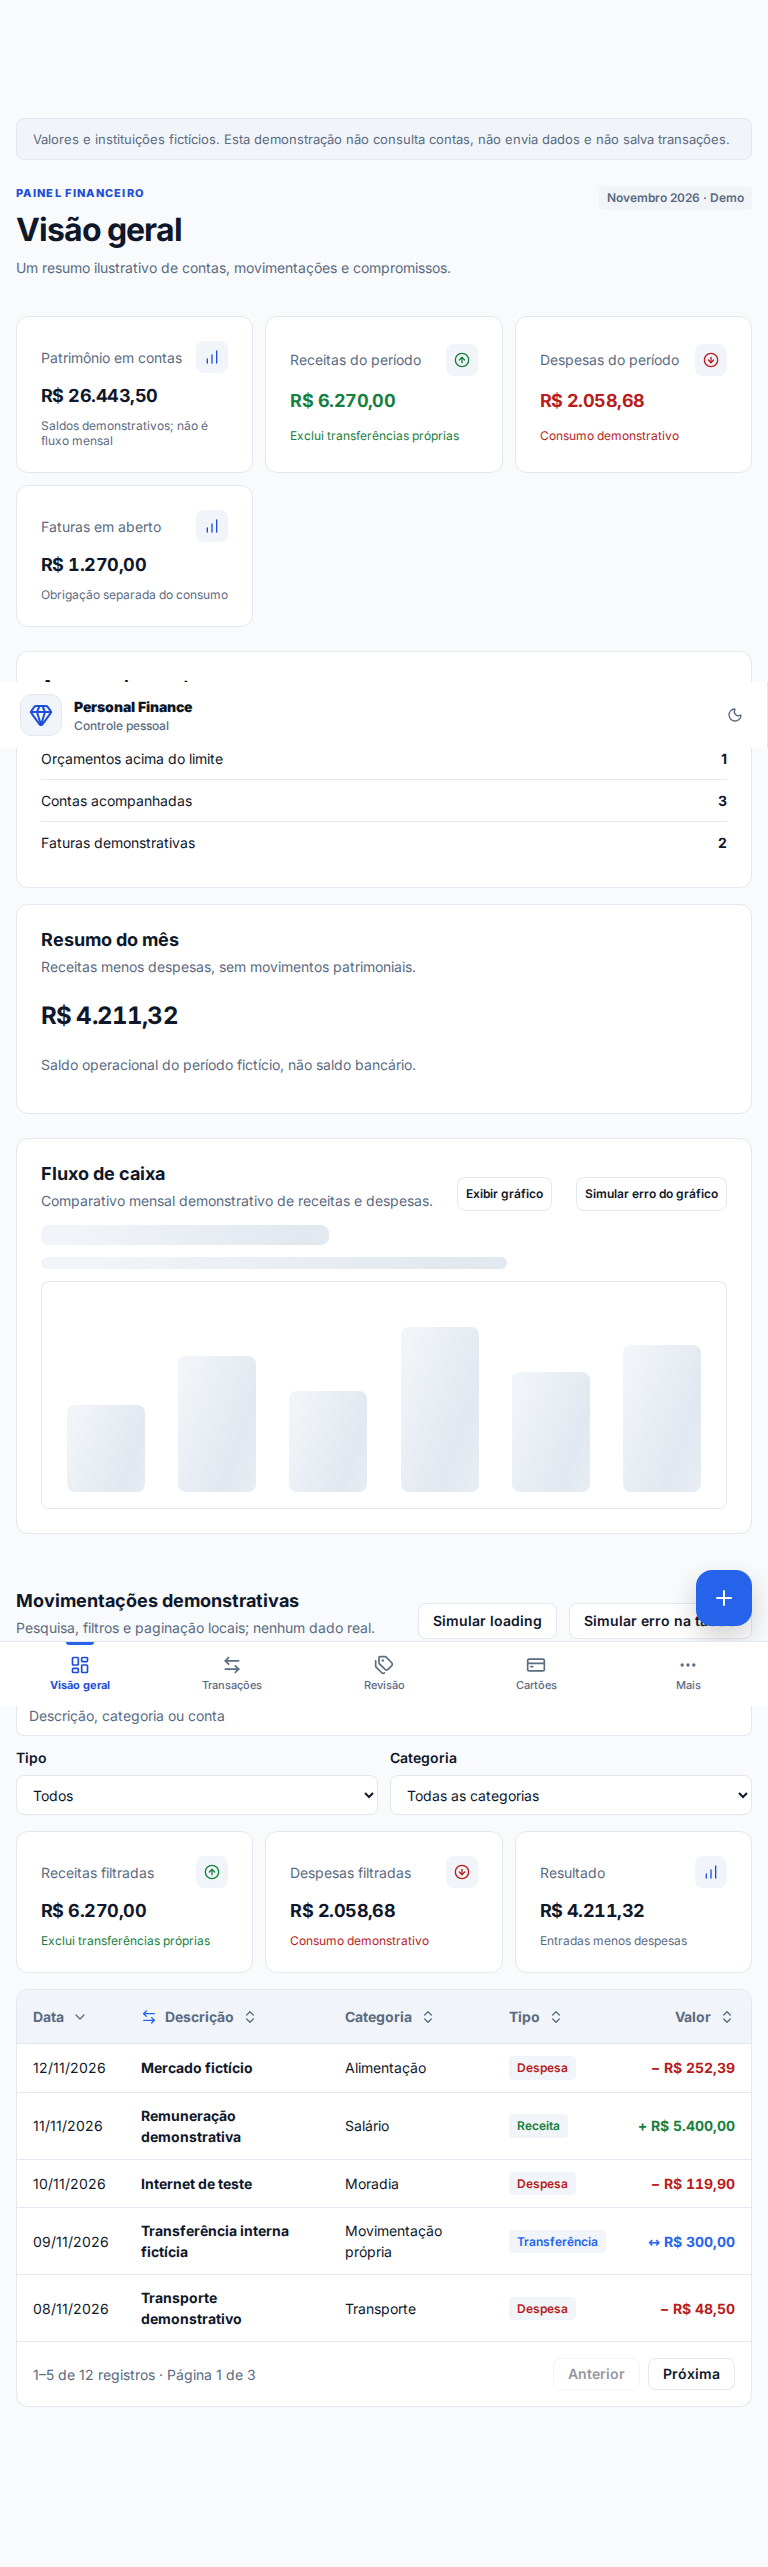 Valores e instituições fictícios. Esta demonstração não consulta contas, não envia dados e não salva transações.
PAINEL FINANCEIRO
Novembro 2026 · Demo
Visão geral
Um resumo ilustrativo de contas, movimentações e compromissos.
Patrimônio em contas
R$ 26.443,50
Saldos demonstrativos; não é
fluxo mensal
Receitas do período
R$ 6.270,00
Exclui transferências próprias
Despesas do período
R$ 2.058,68
Consumo demonstrativo
Faturas em aberto
R$ 1.270,00
Obrigação separada do consumo
Personal Finance
Controle pessoal
Orçamentos acima do limite 1
Contas acompanhadas 3
Faturas demonstrativas 2
Resumo do mês
Receitas menos despesas, sem movimentos patrimoniais.
R$ 4.211,32
Saldo operacional do período fictício, não saldo bancário.
Fluxo de caixa
Comparativo mensal demonstrativo de receitas e despesas.
Exibir gráfico
Simular erro do gráfico
Movimentações demonstrativas
Pesquisa, filtros e paginação locais; nenhum dado real.
Simular loading
Simular erro na
Visão geral
Transações
Revisão
Cartões
Mais
Descrição, categoria ou conta
Tipo
Todos
Categoria
Todas as categorias
Receitas filtradas
R$ 6.270,00
Exclui transferências próprias
Despesas filtradas
R$ 2.058,68
Consumo demonstrativo
Resultado
R$ 4.211,32
Entradas menos despesas
Data Descrição Categoria Tipo Valor
12/11/2026 Mercado fictício Alimentação Despesa − R$ 252,39
11/11/2026 Remuneração demonstrativa Salário Receita + R$ 5.400,00
10/11/2026 Internet de teste Moradia Despesa − R$ 119,90
09/11/2026 Transferência interna fictícia Movimentação própria Transferência ↔ R$ 300,00
08/11/2026 Transporte demonstrativo Transporte Despesa − R$ 48,50
1–5 de 12 registros · Página 1 de 3
Anterior
Próxima